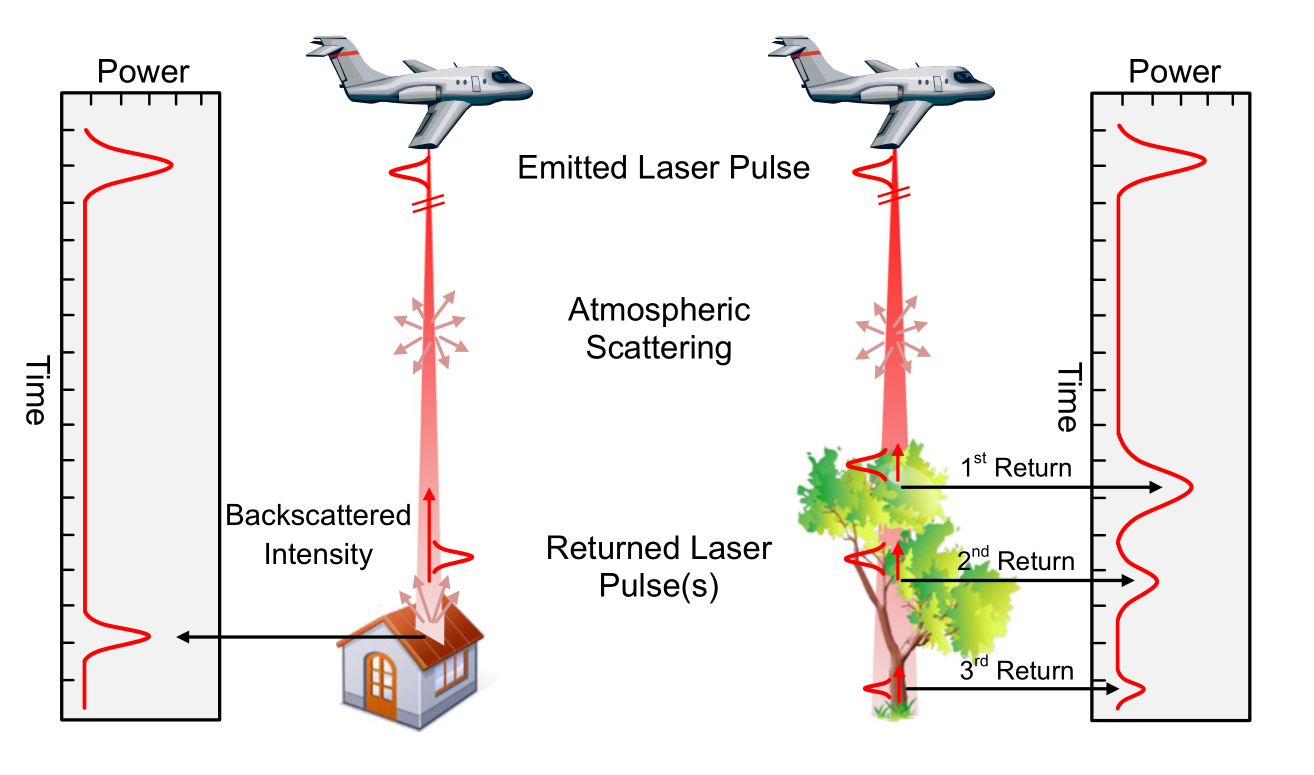 Power
Power
Emitted Laser Pulse
Atmospheric
Scattering
Time
Time
1st Return
Backscattered
Intensity
Returned Laser
Pulse(s)
2nd Return
3rd Return